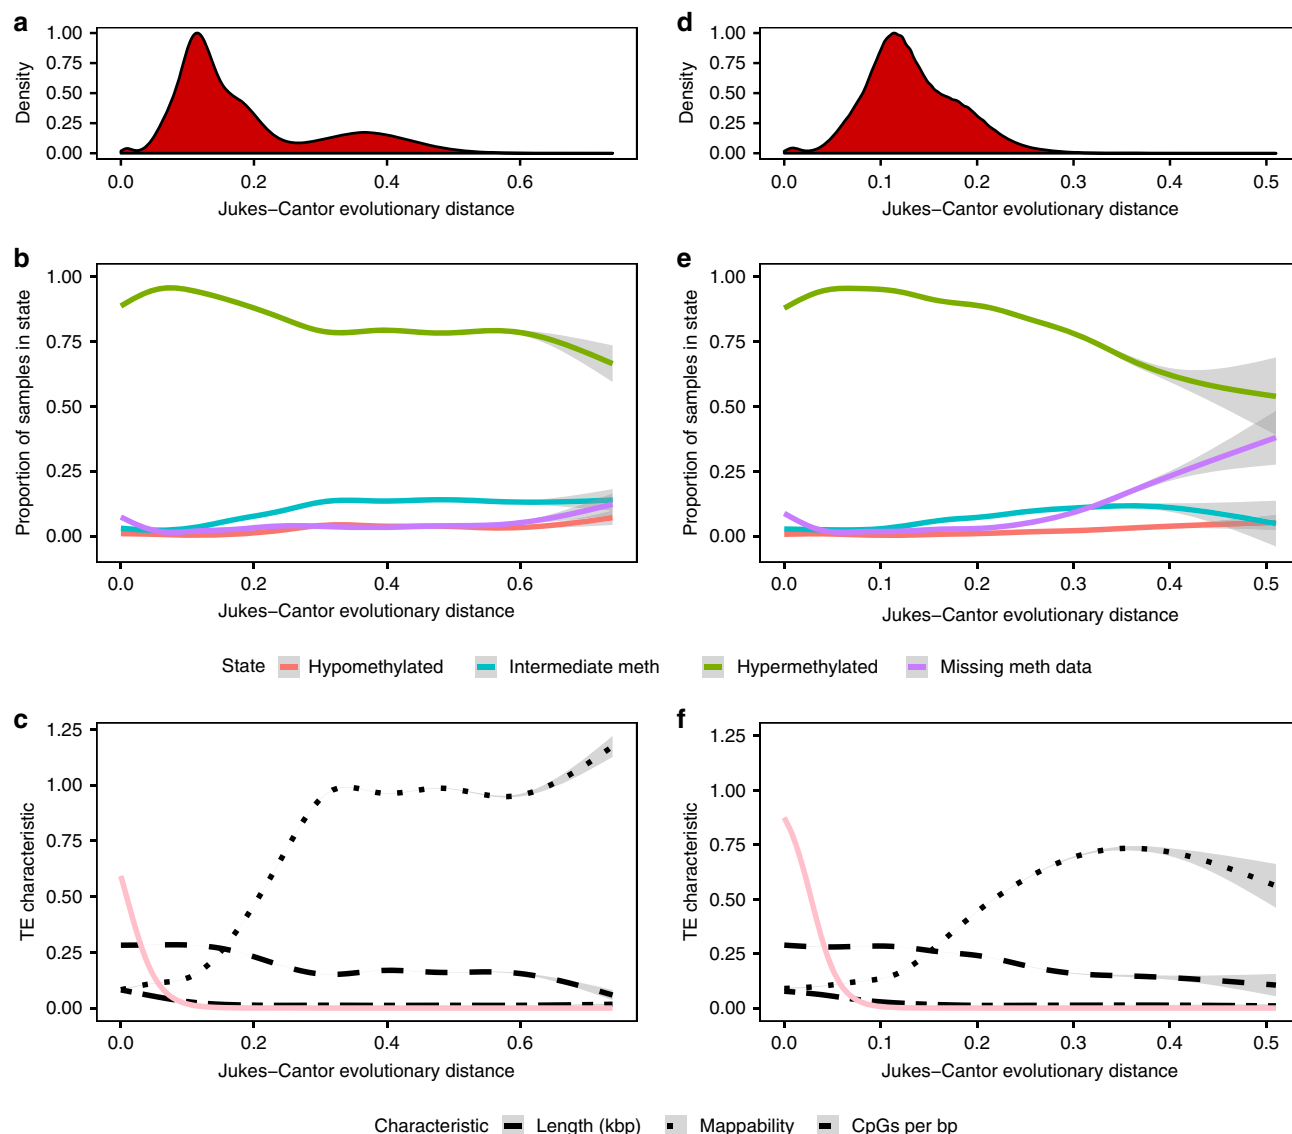 a
1.00
0.75
0.50
0.25
0.00
Density
0.0 0.2 0.4 0.6
Jukes−Cantor evolutionary distance
d
1.00
0.75
0.50
0.25
0.00
Density
0.0 0.1 0.2 0.3 0.4 0.5
Jukes−Cantor evolutionary distance
b
1.00
0.75
0.50
0.25
0.00
Proportion of samples in state
0.0 0.2 0.4 0.6
Jukes−Cantor evolutionary distance
e
1.00
0.75
0.50
0.25
0.00
Proportion of samples in state
0.0 0.1 0.2 0.3 0.4 0.5
Jukes−Cantor evolutionary distance
State Hypomethylated Intermediate meth Hypermethylated Missing meth data
c
1.25
1.00
0.75
0.50
0.25
0.00
TE characteristic
0.0 0.2 0.4 0.6
Jukes−Cantor evolutionary distance
f
1.25
1.00
0.75
0.50
0.25
0.00
TE characteristic
0.0 0.1 0.2 0.3 0.4 0.5
Jukes−Cantor evolutionary distance
Characteristic Length (kbp) Mappability CpGs per bp